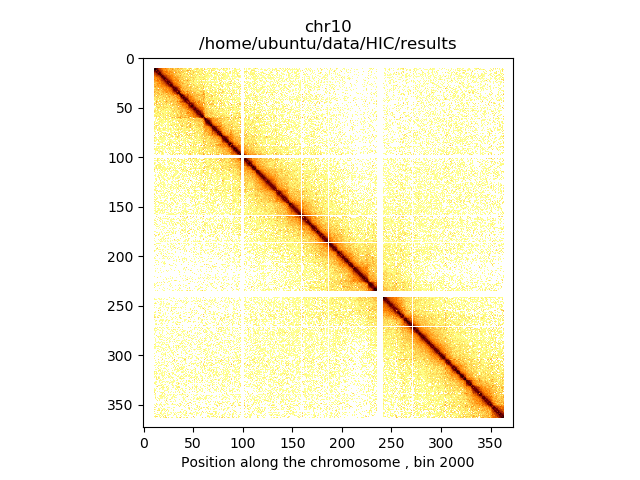 chr10
/home/ubuntu/data/HIC/results
0
50
100
150
200
250
300
350
0 50 100 150 200 250 300 350
Position along the chromosome , bin 2000